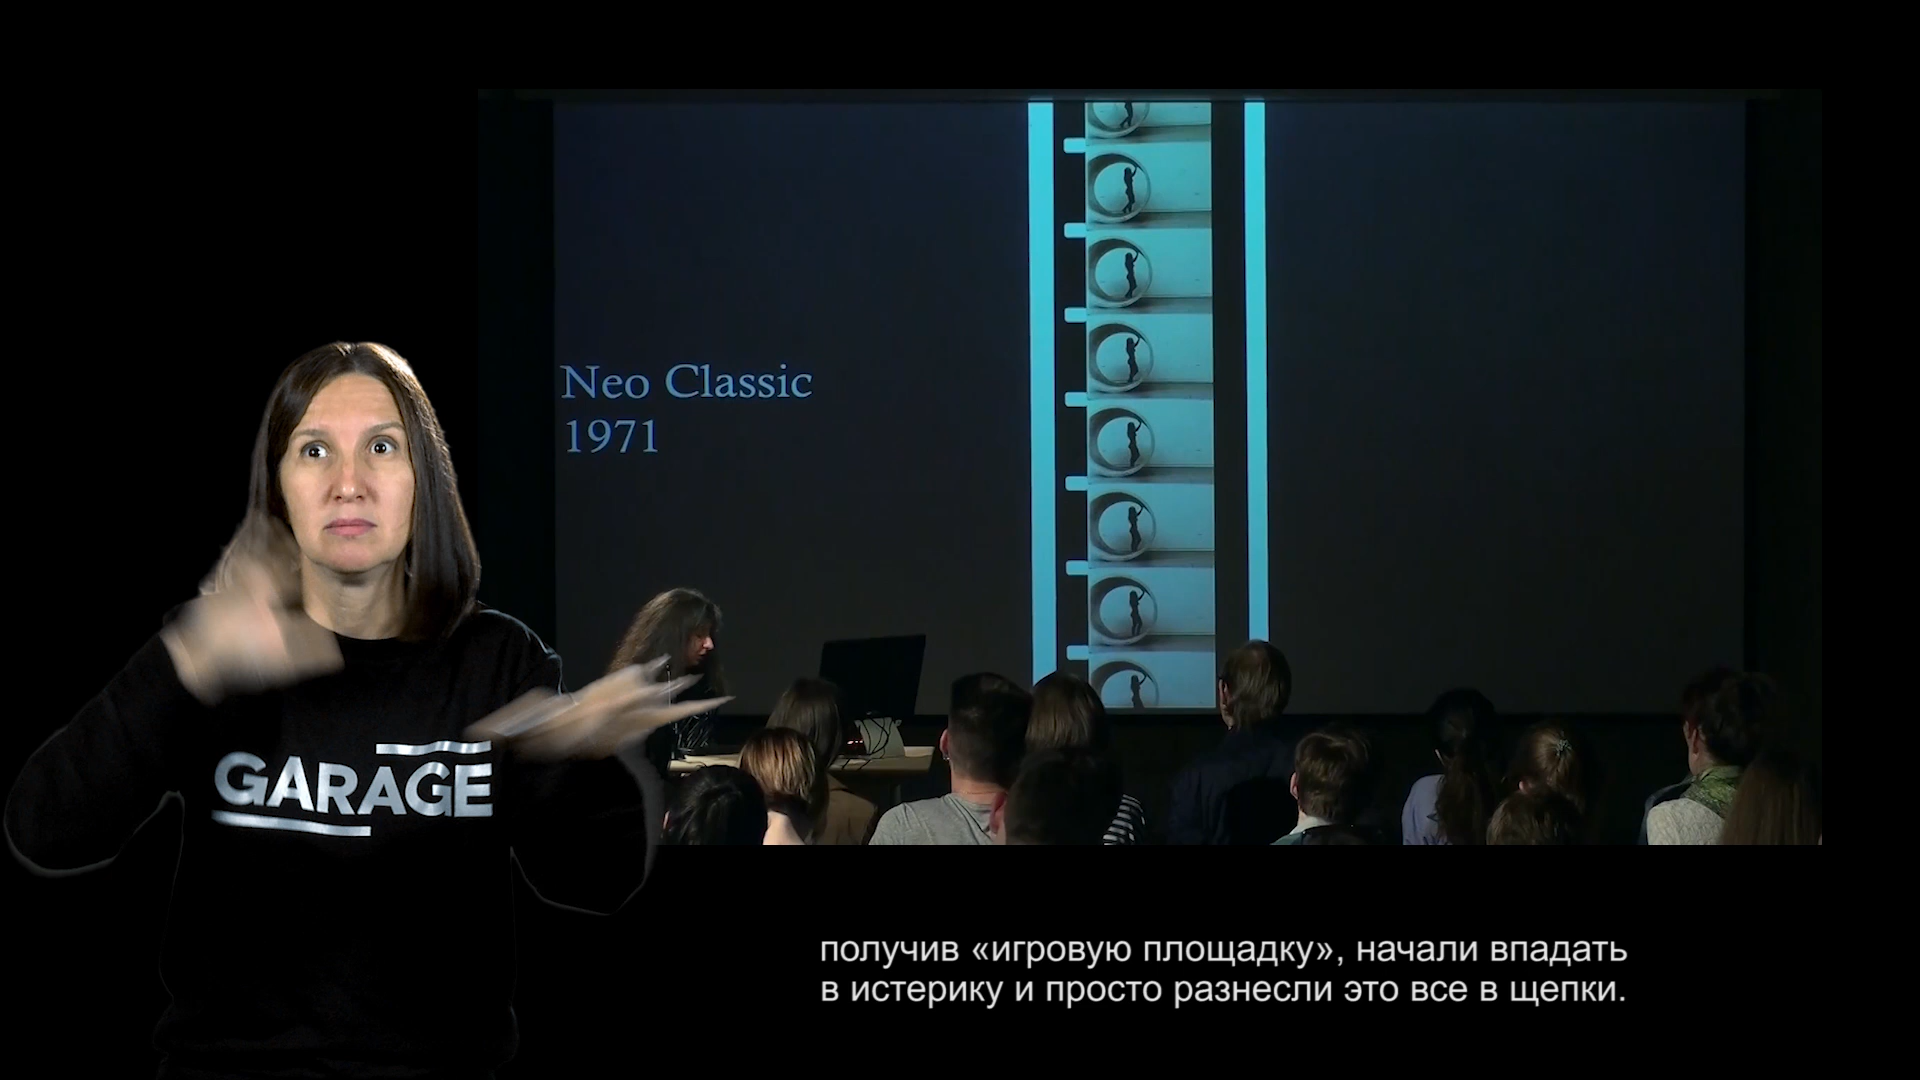 Neo Classic
1971
GARAGE
получив «игровую площадку», начали впадать
в истерику и просто разнесли это все в щепки.